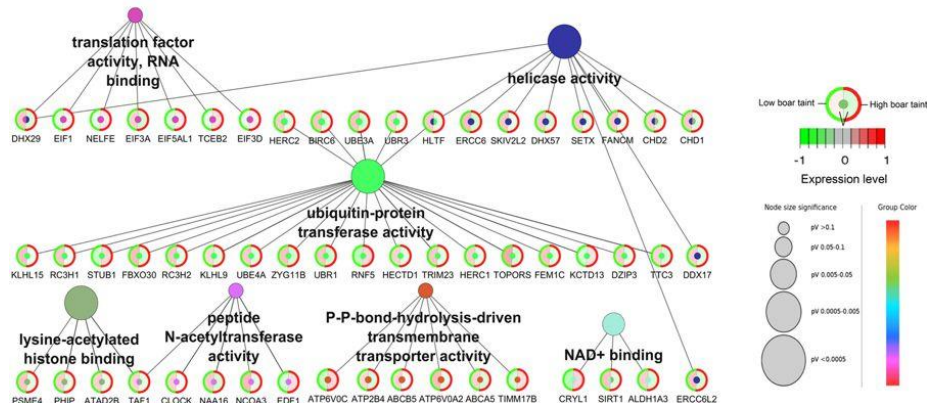 translation factor
activity, RNA
binding
helicase activity
DHX29 EIF1 NELFE EIF3A EIF5AL1 TCEB2 EIF3D HERC2 BIRC6 UBE3A UBR3 HLTF ERCC6 SKIV2L2 DHX57 SETX FANCM CHD2 CHD1
ubiquitin-protein
transferase activity
KLHL15 RC3H1 STUB1 FBXO30 RC3H2 KLHL9 UBE4A ZYG11B UBR1 RNF5 HECTD1 TRIM23 HERC1 TOPORS FEM1C KCTD13 DZIP3 TTC3 DDX17
lysine-acetylated
histone binding
peptide
N-acetyltransferase
activity
P-P-bond-hydrolysis-driven
transmembrane
transporter activity
NAD+ binding
PSME4 PHIP ATAD2B TAF1 CLOCK NAA16 NCOA3 EDF1 ATP6V0C ATP2B4 ABCB5 ATP6V0A2 ABCA5 TIMM17B CRYL1 SIRT1 ALDH1A3 ERCC6L2
Low boar taint
High boar taint
-1 0 1
Expression level
Node size significance
Group Color
pV >0.1
pV 0.05-0.1
pV 0.005-0.05
pV 0.0005-0.005
pV <0.0005